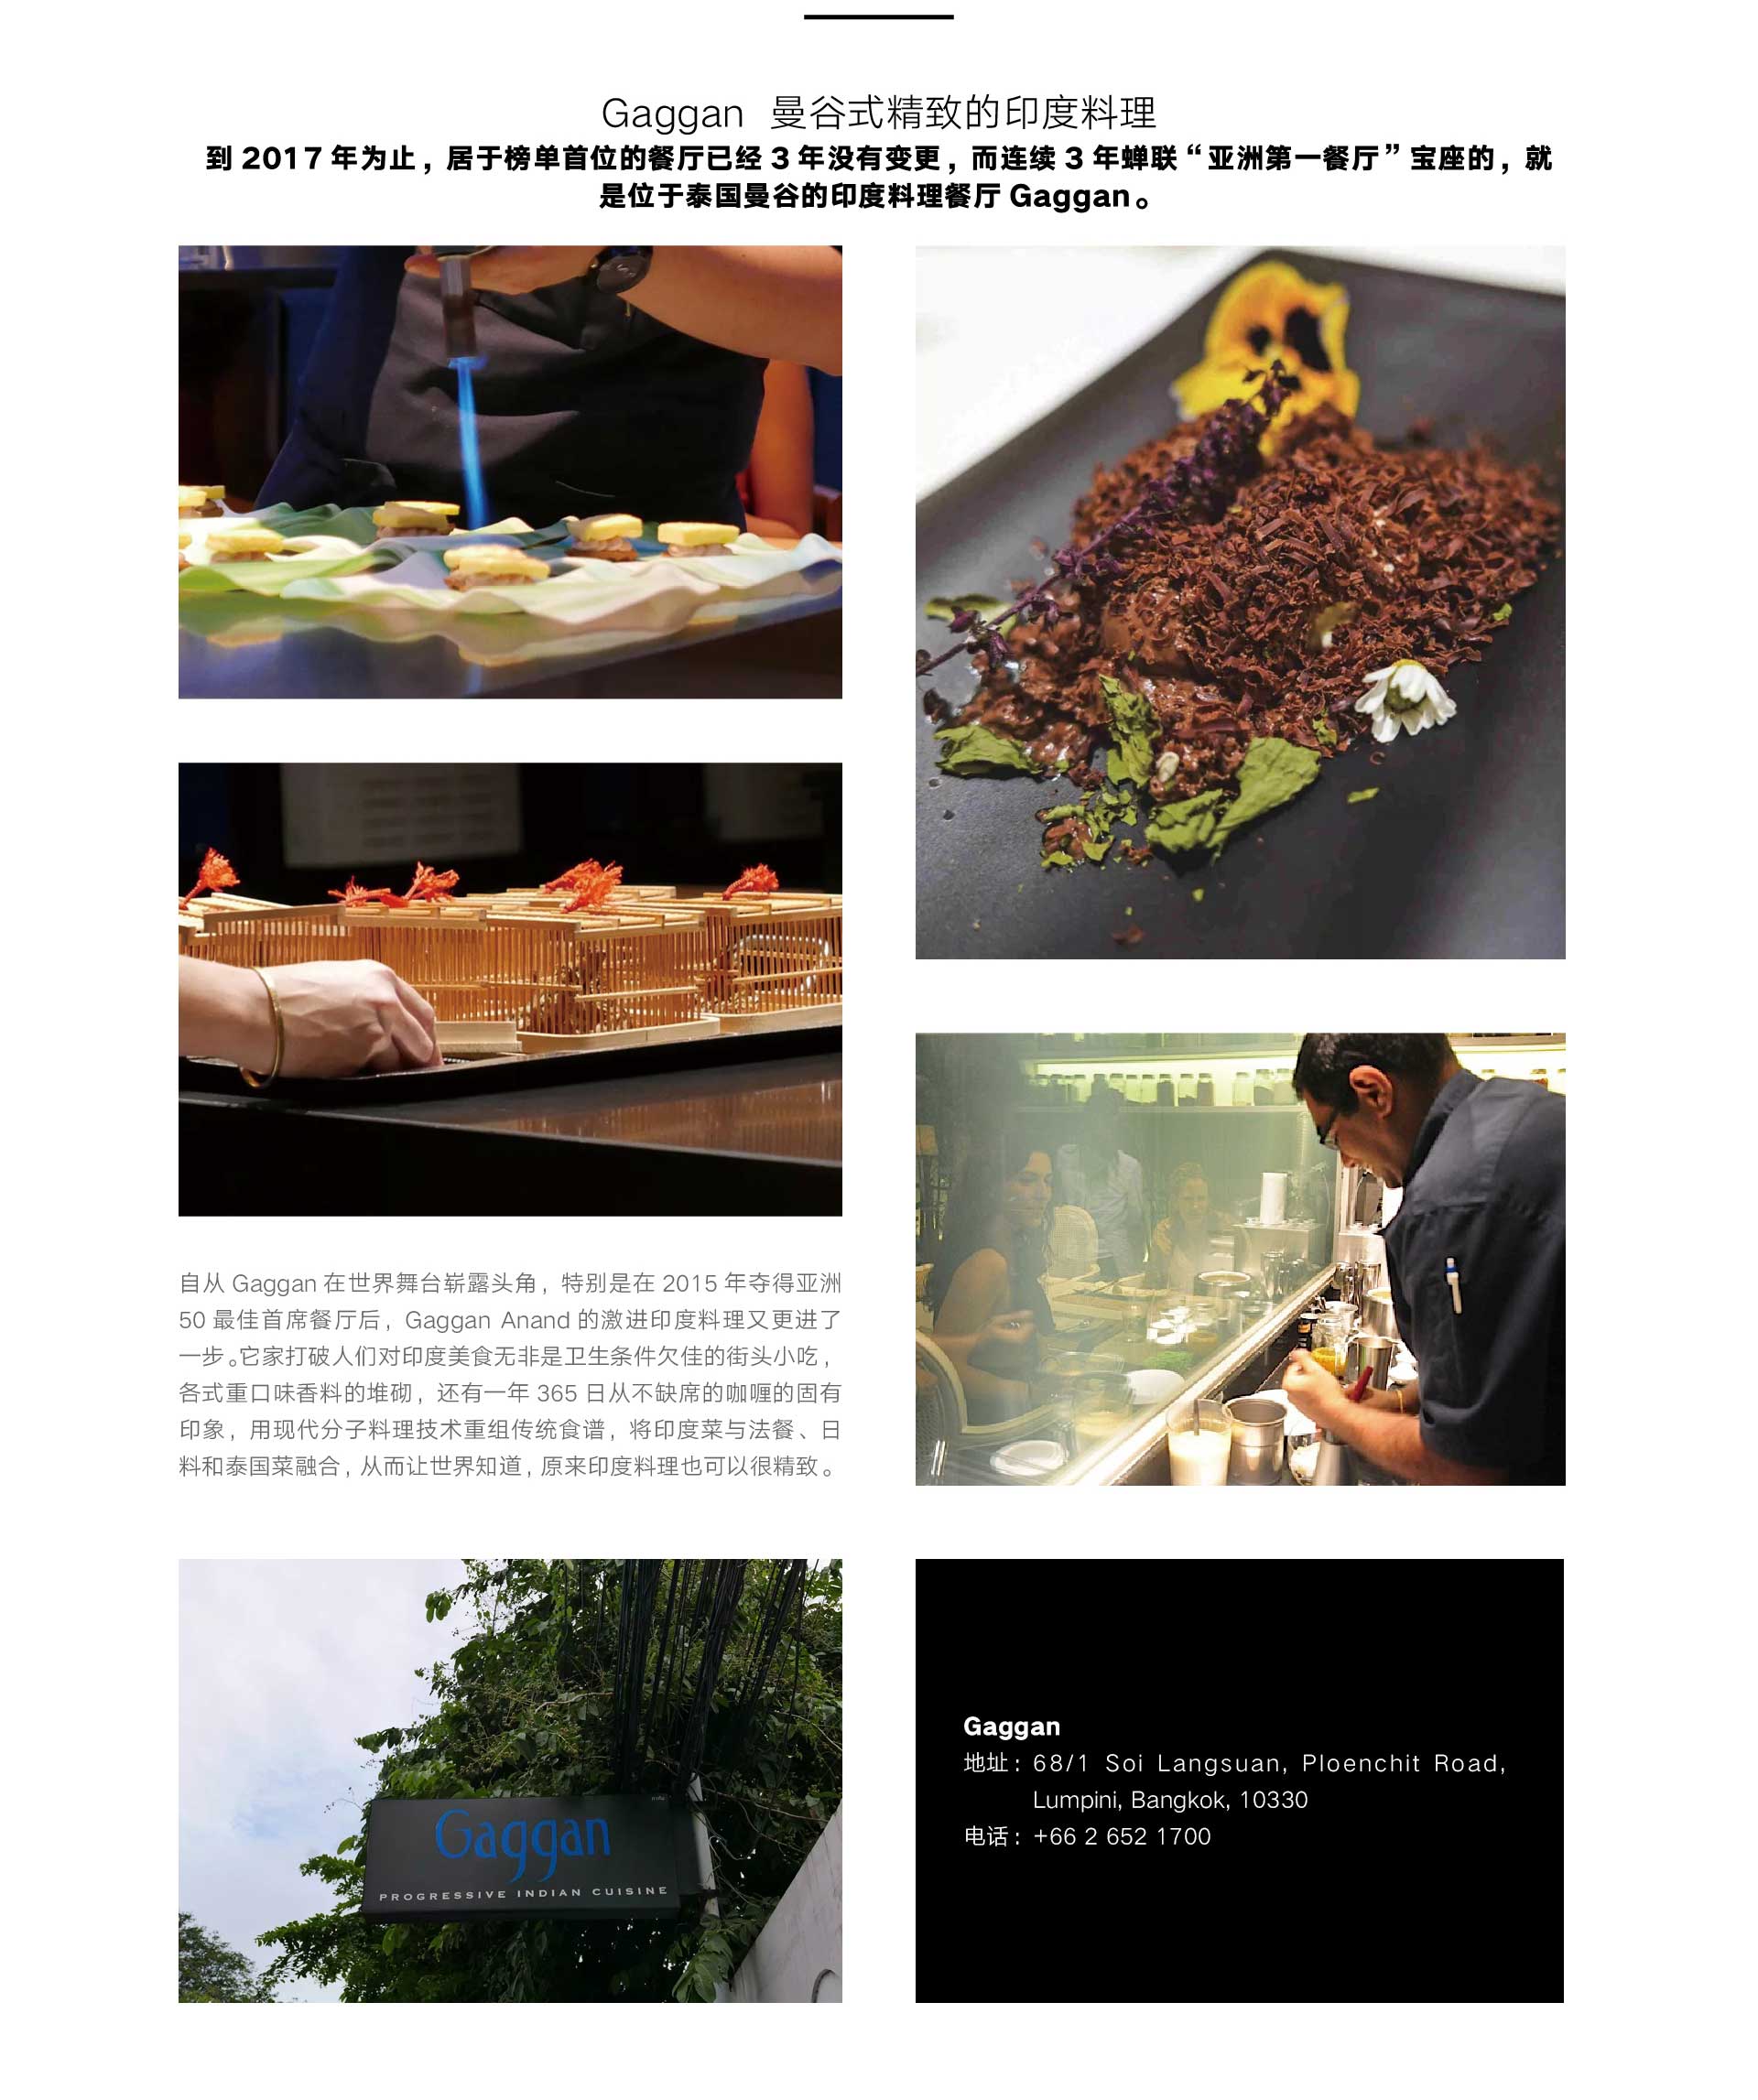 Gaggan 曼谷式精致的印度料理
到 2017 年为止，居于榜单首位的餐厅已经 3 年没有变更，而连续 3 年蝉联“亚洲第一餐厅”宝座的，就
是位于泰国曼谷的印度料理餐厅 Gaggan。
自从 Gaggan 在世界舞台崭露头角，特别是在 2015 年夺得亚洲
50 最佳首席餐厅后，Gaggan Anand 的激进印度料理又更进了
一步。它家打破人们对印度美食无非是卫生条件欠佳的街头小吃，
各式重口味香料的堆砌，还有一年 365 日从不缺席的咖喱的固有
印象，用现代分子料理技术重组传统食谱，将印度菜与法餐、日
料和泰国菜融合，从而让世界知道，原来印度料理也可以很精致。
Gaggan
PROGRESSIVE INDIAN CUISINE
Gaggan
地址：68/1 Soi Langsuan, Ploenchit Road,
Lumpini, Bangkok, 10330
电话：+66 2 652 1700